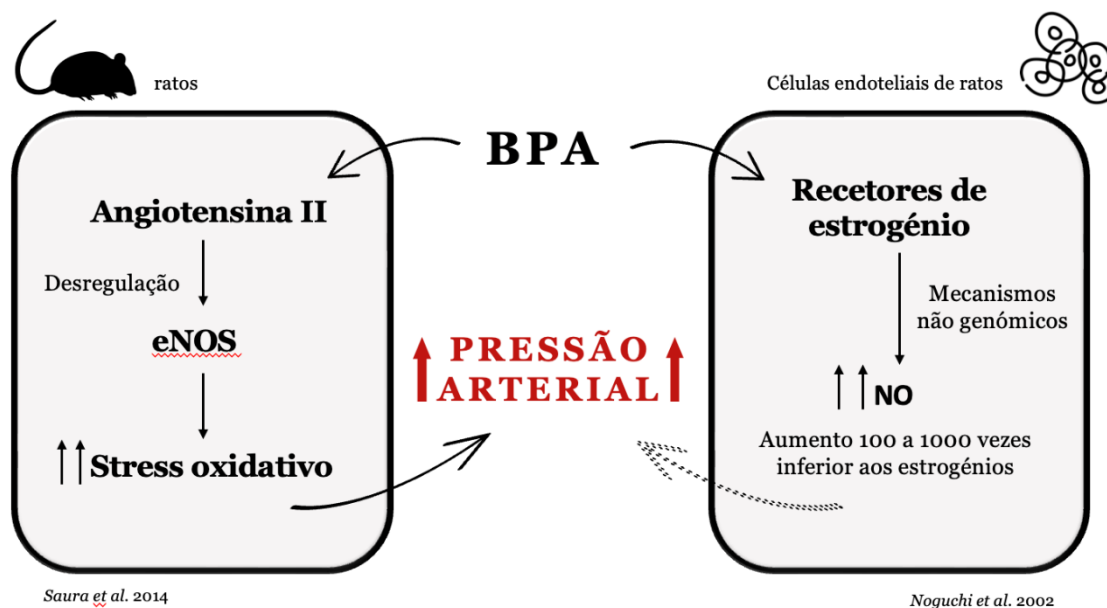 ratos
Células endoteliais de ratos
BPA
Angiotensina II
Desregulação
eNOS
↑↑ Stress oxidativo
Saura et al. 2014
↑ PRESSÃO ↑
ARTERIAL
Recetores de
estrogénio
Mecanismos
não genómicos
↑ ↑ NO
Aumento 100 a 1000 vezes
inferior aos estrogénios
Noguchi et al. 2002